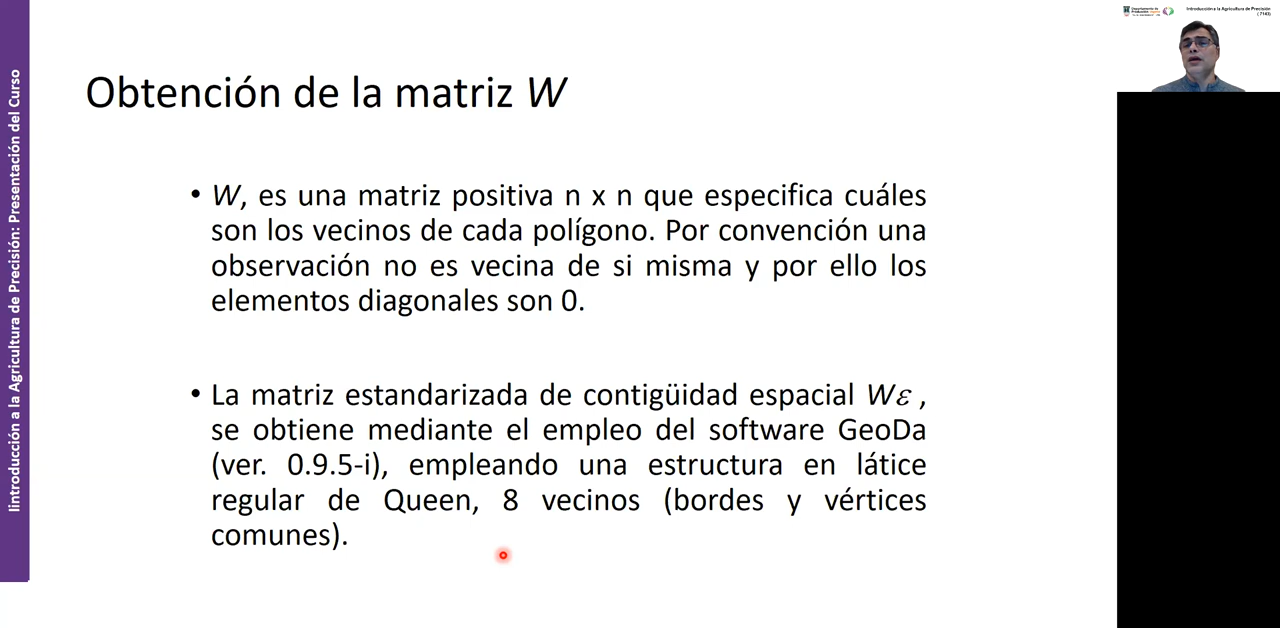 Introducción a la Agricultura de Precisión
( 7143)
Departamento de
Producción
Iintroducción a la Agricultura de Precisión: Presentación del Curso
Obtención de la matriz W
• W, es una matriz positiva n x n que especifica cuáles
son los vecinos de cada polígono. Por convención una
observación no es vecina de si misma y por ello los
elementos diagonales son 0.
• La matriz estandarizada de contigüidad espacial Wε ,
se obtiene mediante el empleo del software GeoDa
(ver. 0.9.5-i), empleando una estructura en látice
regular de Queen, 8 vecinos (bordes y vértices
comunes).